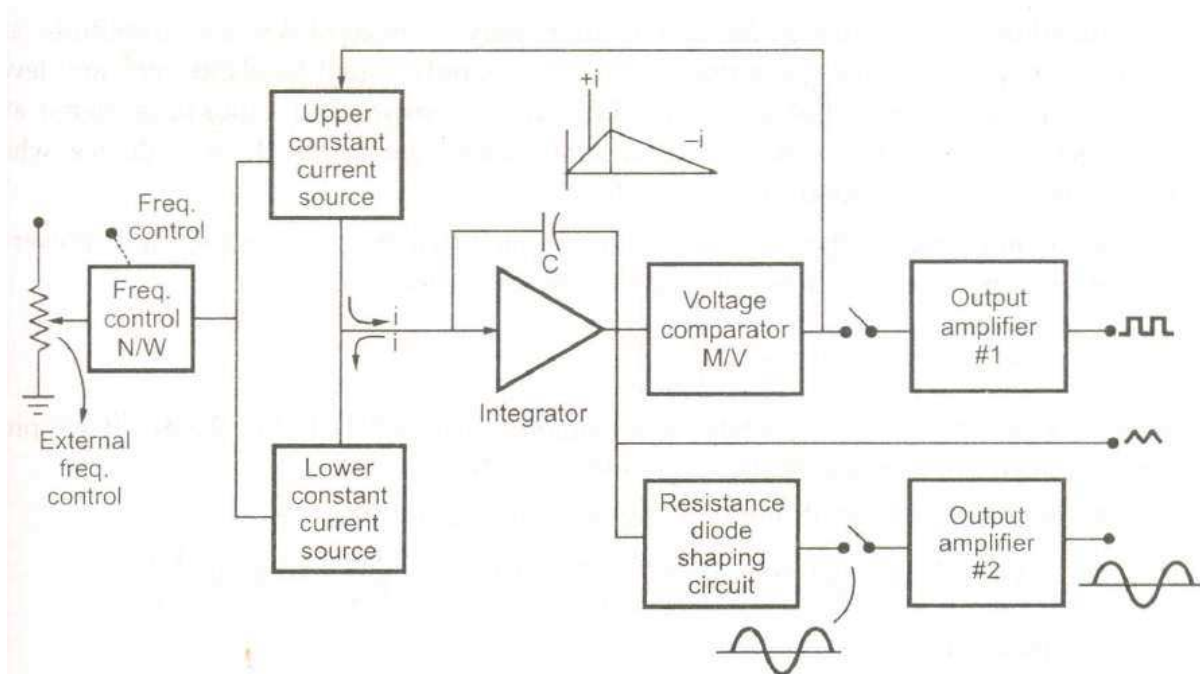 +i
–i
Upper
constant
current
source
Freq.
control
Freq.
control
N/W
External
freq.
control
i
i
C
Integrator
Voltage
comparator
M/V
Output
amplifier
#1
Lower
constant
current
source
Resistance
diode
shaping
circuit
Output
amplifier
#2